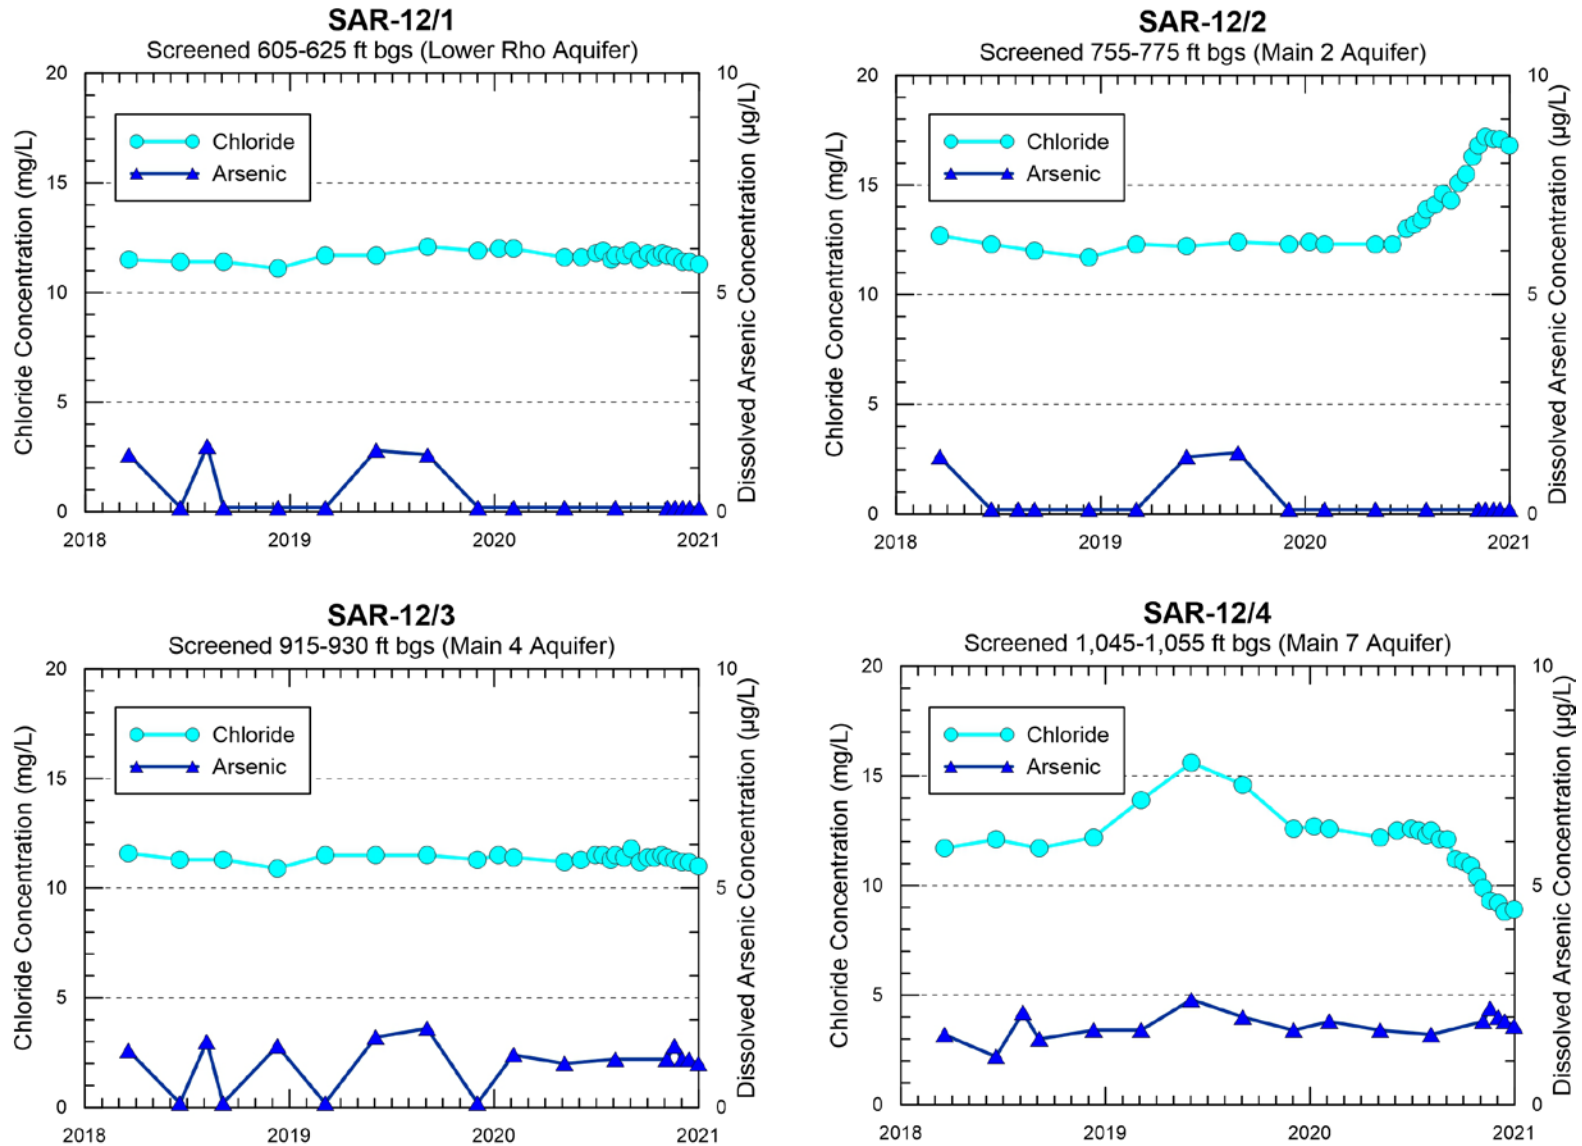 SAR-12/1
Screened 605-625 ft bgs (Lower Rho Aquifer)
20
15
10
5
0
10
5
0
Chloride Concentration (mg/L)
Dissolved Arsenic Concentration (µg/L)
Chloride
Arsenic
2018
2019
2020
2021
SAR-12/2
Screened 755-775 ft bgs (Main 2 Aquifer)
20
15
10
5
0
10
5
0
Chloride Concentration (mg/L)
Dissolved Arsenic Concentration (µg/L)
Chloride
Arsenic
2018
2019
2020
2021
SAR-12/3
Screened 915-930 ft bgs (Main 4 Aquifer)
20
15
10
5
0
10
5
0
Chloride Concentration (mg/L)
Dissolved Arsenic Concentration (µg/L)
Chloride
Arsenic
2018
2019
2020
2021
SAR-12/4
Screened 1,045-1,055 ft bgs (Main 7 Aquifer)
20
15
10
5
0
10
5
0
Chloride Concentration (mg/L)
Dissolved Arsenic Concentration (µg/L)
Chloride
Arsenic
2018
2019
2020
2021